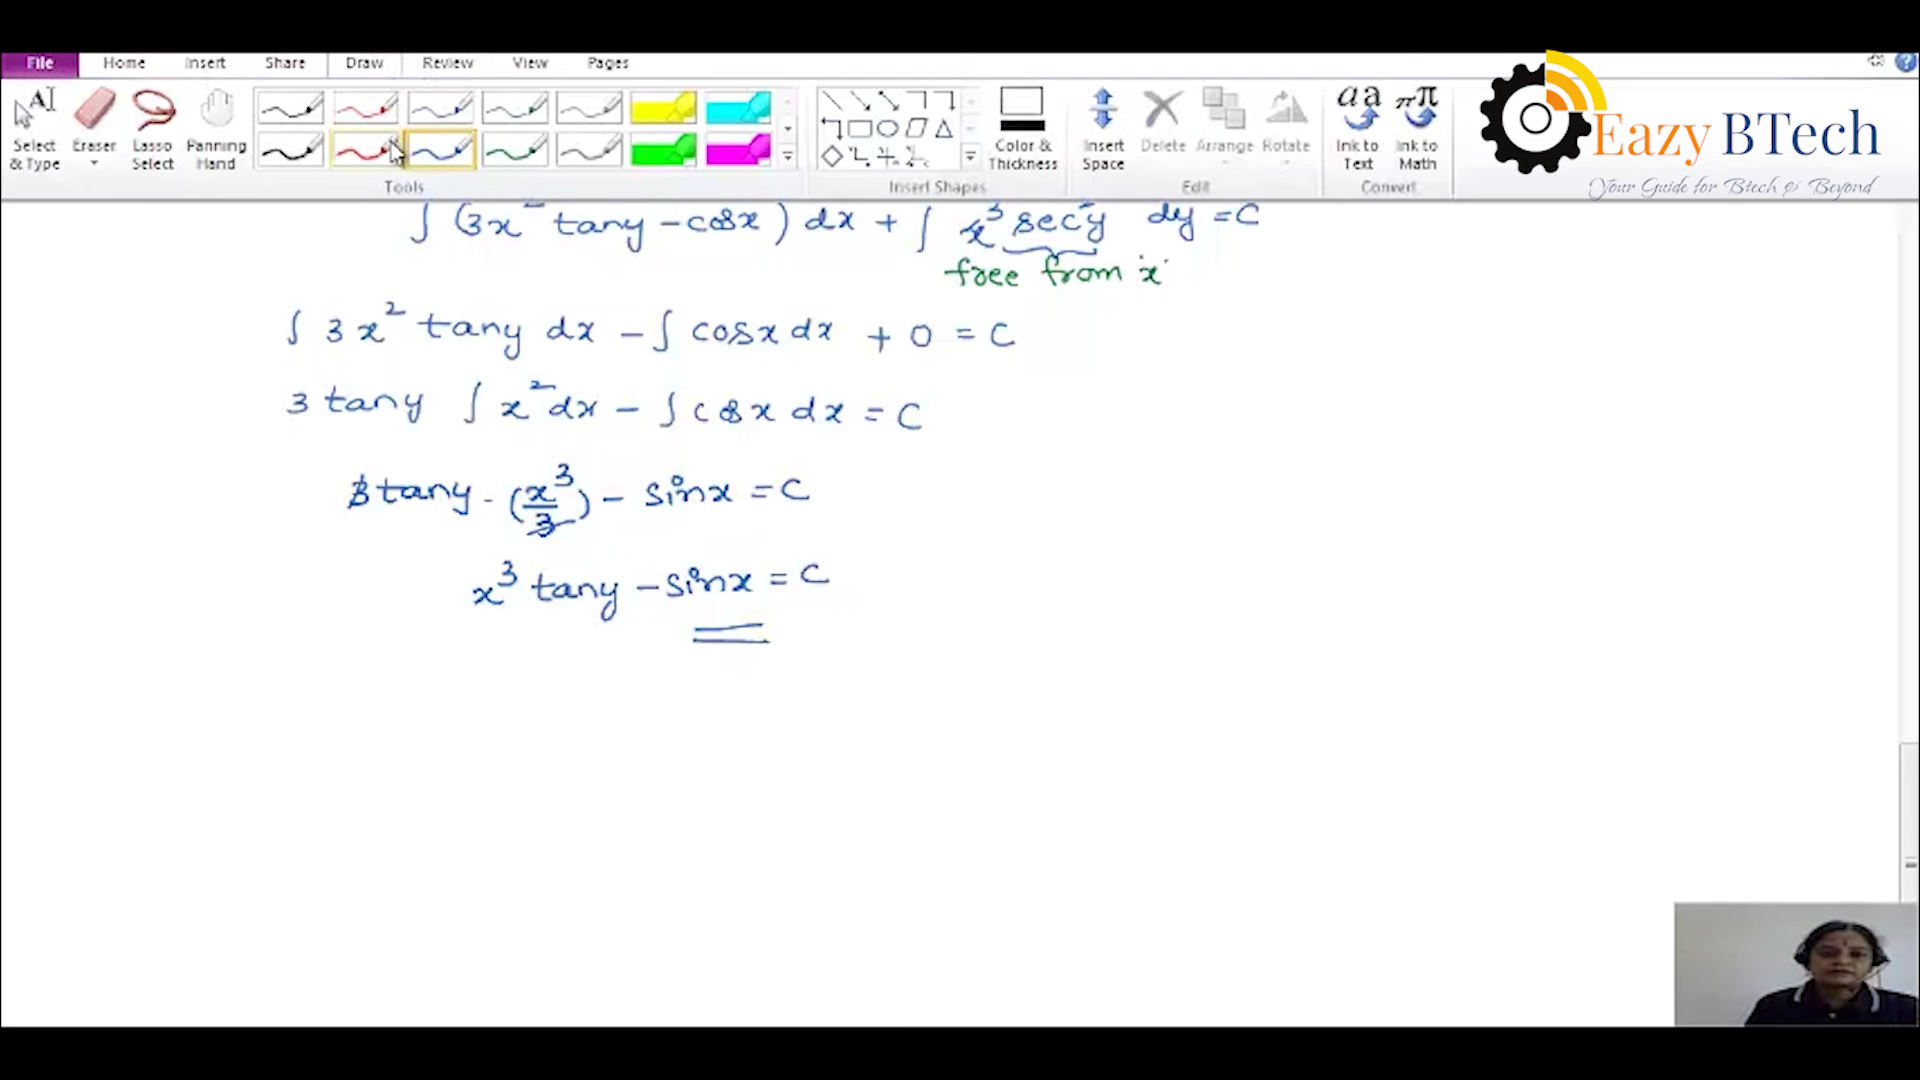 File Home Insert Share Draw Review View Pages
Select & Type Eraser Lasso Select Panning Hand Color & Thickness Insert Space Delete Arrange Rotate Ink to Text Ink to Math
Tools Insert Shapes Edit Convert
Eazy BTech
Your Guide for Btech & Beyond
∫ (3x² tany - cosx) dx + ∫ x³ sec²y dy = C
free from 'x'
∫ 3x² tany dx - ∫ cosx dx + 0 = C
3 tany ∫ x² dx - ∫ cosx dx = C
3 tany · (x³/3) - sinx = C
x³ tany - sinx = C